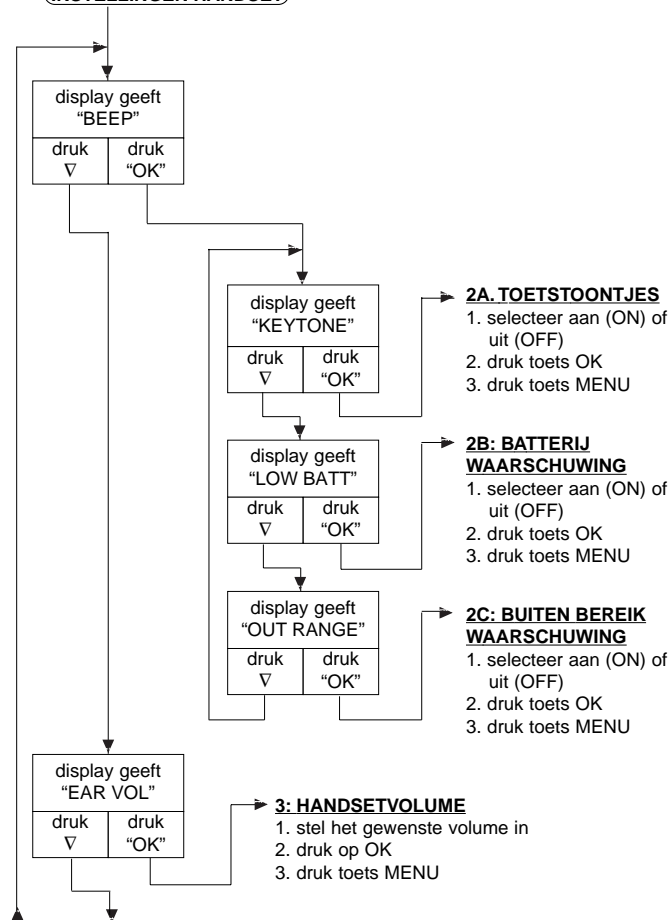 display geeft
“BEEP”
druk
∇
druk
“OK”
display geeft
“KEYTONE”
druk
∇
druk
“OK”
2A. TOETSTOONTJES
1. selecteer aan (ON) of
uit (OFF)
2. druk toets OK
3. druk toets MENU
display geeft
“LOW BATT”
druk
∇
druk
“OK”
2B: BATTERIJ
WAARSCHUWING
1. selecteer aan (ON) of
uit (OFF)
2. druk toets OK
3. druk toets MENU
display geeft
“OUT RANGE”
druk
∇
druk
“OK”
2C: BUITEN BEREIK
WAARSCHUWING
1. selecteer aan (ON) of
uit (OFF)
2. druk toets OK
3. druk toets MENU
display geeft
“EAR VOL”
druk
∇
druk
“OK”
3: HANDSETVOLUME
1. stel het gewenste volume in
2. druk op OK
3. druk toets MENU